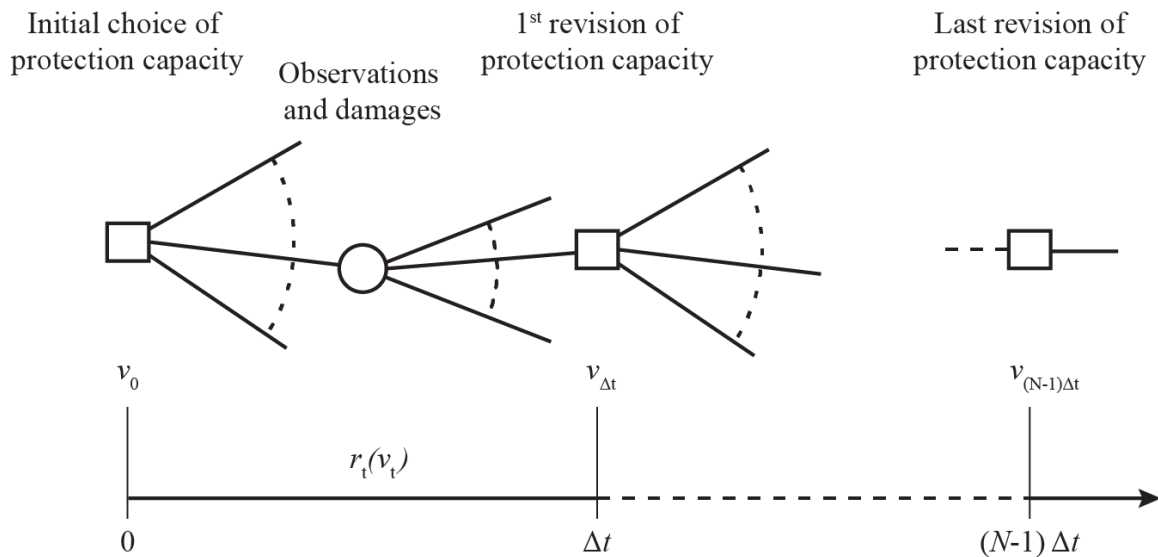 Initial choice of
protection capacity
Observations
and damages
1st revision of
protection capacity
Last revision of
protection capacity
v0
vΔt
v(N-1)Δt
rt(vt)
0
Δt
(N-1) Δt